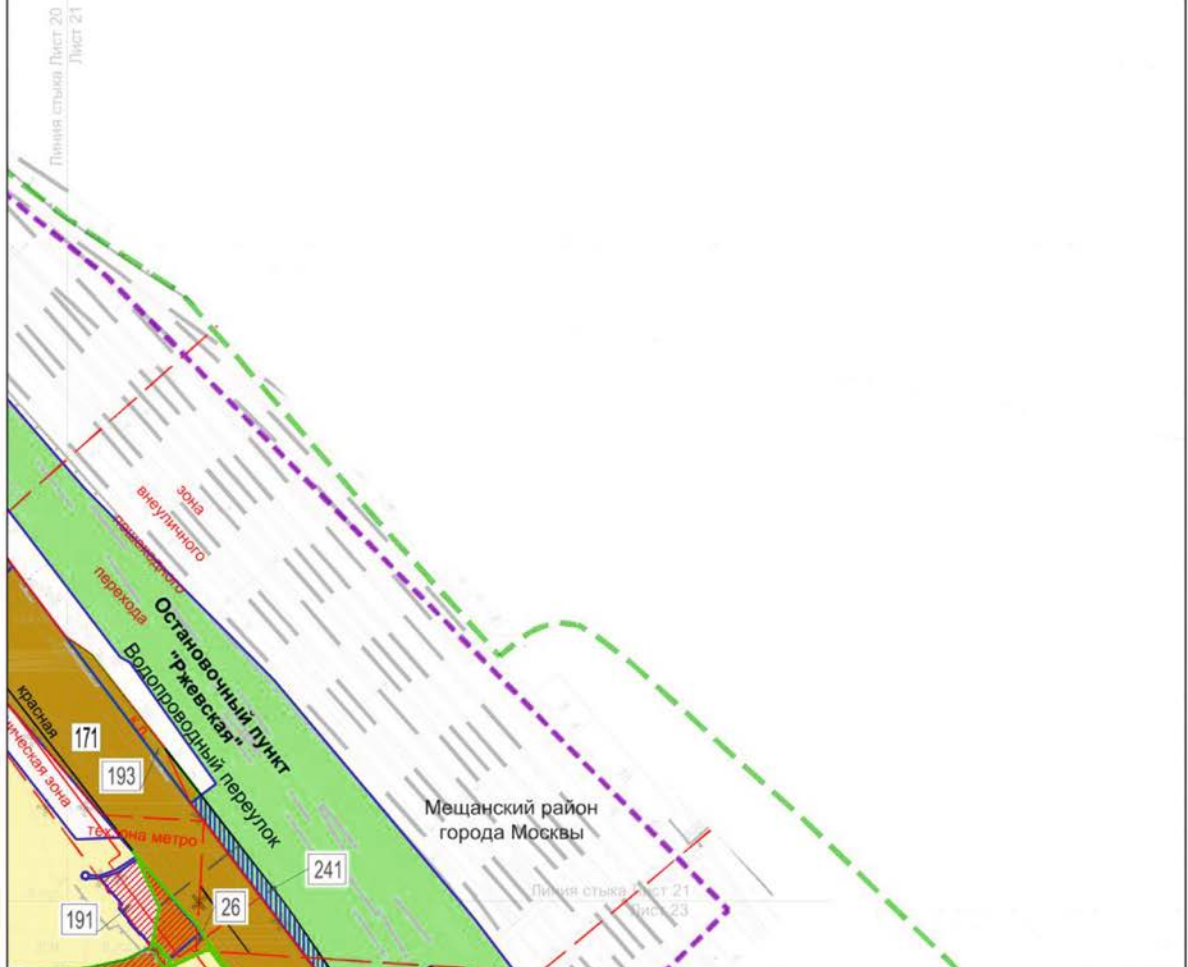 Линия стыка Лист 20
Лист 21
зона
внеуличного
пешеходного
перехода
Остановочный пункт
"Ржевская"
Водопроводный переулок
красная
171
193
ническая зона
тех зона метро
241
Мещанский район
города Москвы
Линия стыка Лист 21
Лист 23
191
26